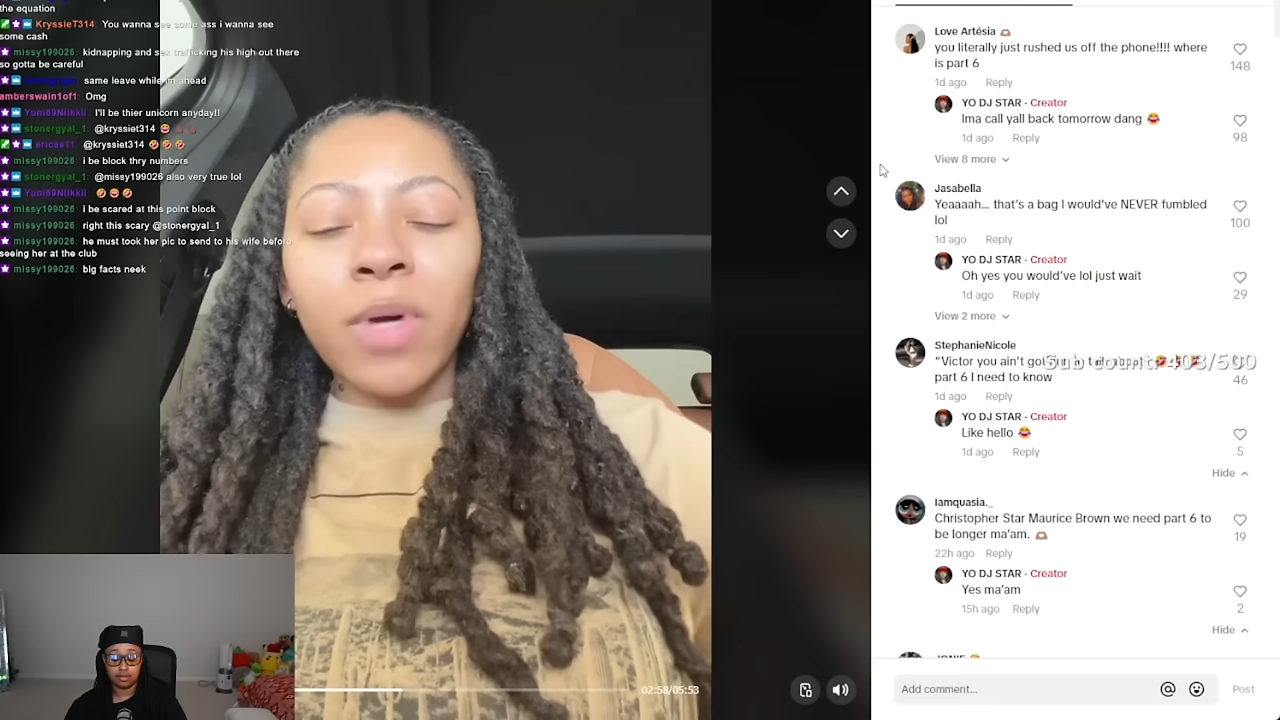 the equation
KryssieT314: You wanna see some ass i wanna see
some cash
missy199026: kidnapping and sex trafficking his high out there
so gotta be careful
same leave while im ahead
amberswain1of1: Omg
Yuni69Niikkii: I'll be thier unicorn anyday!!
stonergyal_1: @kryssiet314
ericae11: @kryssiet314 🤣🤣🤣
missy199026: i be block thry numbers
stonergyal_1: @missy199026 also very true lol
Yuni69Niikkii: 🤣😂🤣
missy199026: i be scared at this point block
missy199026: right this scary @stonergyal_1
missy199026: he must took her pic to send to his wife before
seeing her at the club
missy199026: big facts neek
02:58/05:53
Love Artésia 🫶🏽
you literally just rushed us off the phone!!!! where
is part 6
148
1d ago Reply
YO DJ STAR · Creator
Ima call yall back tomorrow dang 😂
98
1d ago Reply
View 8 more
Jasabella
Yeaaaah... that's a bag I would've NEVER fumbled
lol
100
1d ago Reply
YO DJ STAR · Creator
Oh yes you would've lol just wait
29
1d ago Reply
View 2 more
StephanieNicole
"Victor you ain't got
Sub count: 403/500
part 6 I need to know
46
1d ago Reply
YO DJ STAR · Creator
Like hello 😂
5
1d ago Reply
Hide
Iamquasia._
Christopher Star Maurice Brown we need part 6 to
be longer ma'am. 🫶🏽
19
22h ago Reply
YO DJ STAR · Creator
Yes ma'am
2
15h ago Reply
Hide
Add comment...
Post